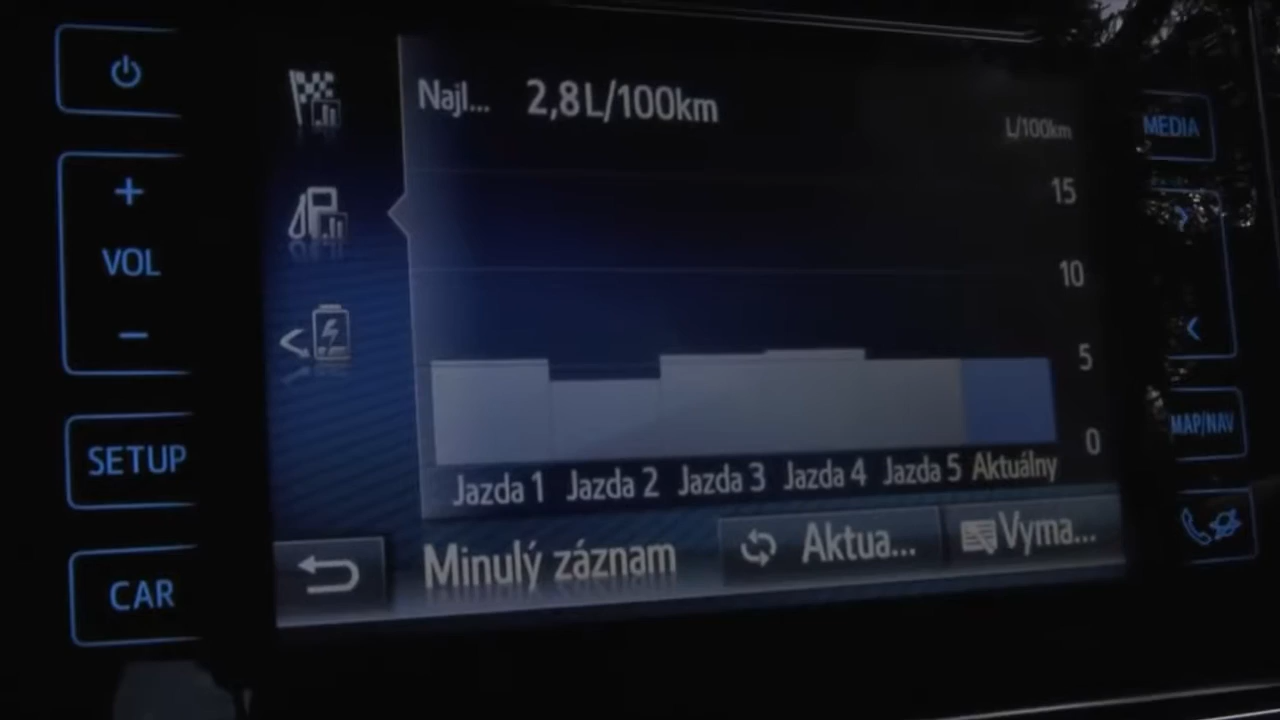 VOL
SETUP
CAR
Najl... 2,8L/100km
L/100km
15
10
5
0
Jazda 1 Jazda 2 Jazda 3 Jazda 4 Jazda 5 Aktuálny
Minulý záznam
Aktua...
Vyma...
MEDIA
MAP/NAV